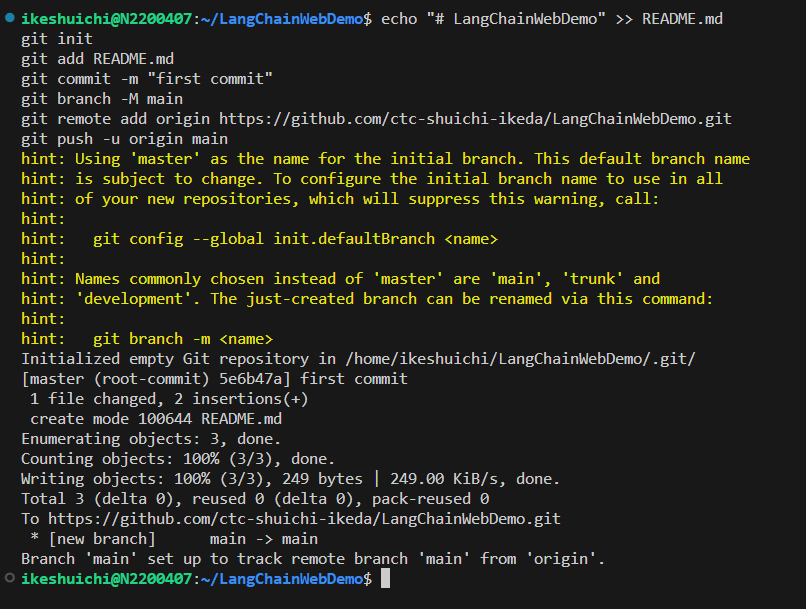 ikeshuichi@N2200407:~/LangChainWebDemo$ echo "# LangChainWebDemo" >> README.md
git init
git add README.md
git commit -m "first commit"
git branch -M main
git remote add origin https://github.com/ctc-shuichi-ikeda/LangChainWebDemo.git
git push -u origin main
hint: Using 'master' as the name for the initial branch. This default branch name
hint: is subject to change. To configure the initial branch name to use in all
hint: of your new repositories, which will suppress this warning, call:
hint:
hint:   git config --global init.defaultBranch <name>
hint:
hint: Names commonly chosen instead of 'master' are 'main', 'trunk' and
hint: 'development'. The just-created branch can be renamed via this command:
hint:
hint:   git branch -m <name>
Initialized empty Git repository in /home/ikeshuichi/LangChainWebDemo/.git/
[master (root-commit) 5e6b47a] first commit
 1 file changed, 2 insertions(+)
 create mode 100644 README.md
Enumerating objects: 3, done.
Counting objects: 100% (3/3), done.
Writing objects: 100% (3/3), 249 bytes | 249.00 KiB/s, done.
Total 3 (delta 0), reused 0 (delta 0), pack-reused 0
To https://github.com/ctc-shuichi-ikeda/LangChainWebDemo.git
 * [new branch]      main -> main
Branch 'main' set up to track remote branch 'main' from 'origin'.
ikeshuichi@N2200407:~/LangChainWebDemo$